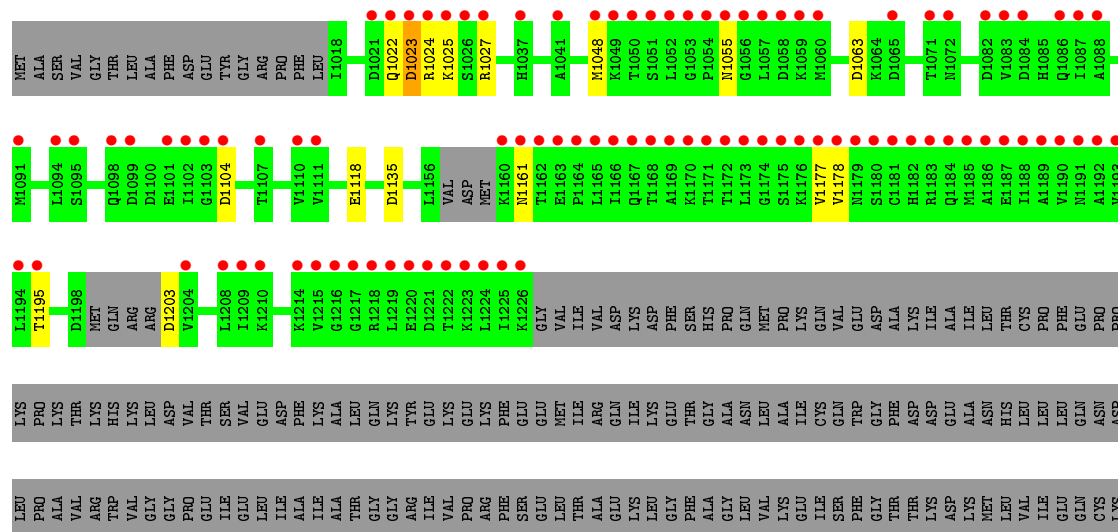 MET ALA SER VAL GLY THR LEU ALA PHE ASP GLU TYR GLY ARG PRO PHE LEU I1018 D1021 Q1022 D1023 R1024 K1025 S1026 R1027 H1037 A1041 M1048 K1049 T1050 S1051 L1052 G1053 P1054 N1055 G1056 L1057 D1058 K1059 M1060 D1063 K1064 D1065 T1071 N1072 D1082 V1083 D1084 H1085 Q1086 I1087 A1088
M1091 L1094 S1095 Q1098 D1099 D1100 E1101 I1102 G1103 D1104 T1107 V1110 V1111 E1118 D1135 L1156 VAL ASP MET K1160 N1161 T1162 E1163 P1164 L1165 I1166 Q1167 T1168 A1169 K1170 T1171 T1172 L1173 G1174 S1175 K1176 V1177 V1178 N1179 S1180 C1181 H1182 R1183 Q1184 M1185 A1186 E1187 I1188 A1189 V1190 N1191 A1192 V1193
L1194 T1195 D1198 MET GLN ARG ARG D1203 V1204 L1208 I1209 K1210 K1214 V1215 G1216 G1217 R1218 L1219 E1220 D1221 T1222 K1223 L1224 I1225 K1226 GLY VAL ILE VAL ASP LYS ASP PHE SER HIS PRO GLN MET PRO LYS LYS GLN VAL GLU ASP ALA LYS ILE ALA ILE LEU THR CYS PRO PHE GLU PRO PRO
LYS PRO LYS THR LYS HIS LYS LEU ASP VAL THR SER VAL GLU ASP PHE LYS ALA LEU GLN LYS TYR GLU LYS GLU LYS PHE GLU GLU MET ILE ARG GLN ILE LYS GLU THR GLY ALA ASN LEU ALA ILE CYS GLN TRP GLY PHE ASP ASP GLU ALA ASN HIS LEU LEU LEU GLN ASN ASP
LEU PRO ALA VAL ARG TRP VAL GLY GLY PRO GLU ILE GLU LEU ILE ALA ILE ALA THR GLY GLY ARG ILE VAL PRO ARG PHE SER GLU LEU THR ALA GLU LYS LEU GLY PHE ALA GLY LEU VAL LYS GLU ILE SER PHE GLY THR THR LYS ASP LYS MET LEU VAL ILE GLU GLN CYS